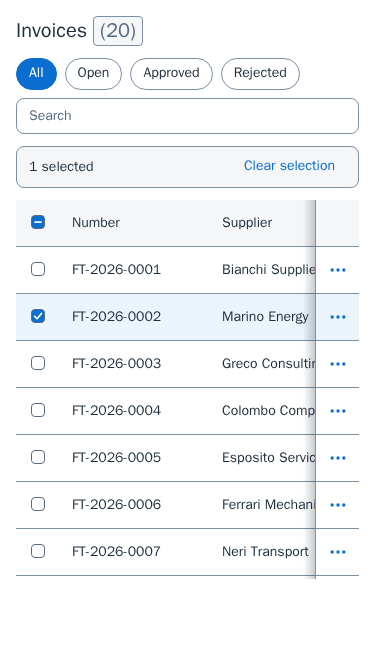 Invoices (20)
All Open Approved Rejected
Search
1 selected Clear selection
Number Supplier
FT-2026-0001 Bianchi Supplie
FT-2026-0002 Marino Energy
FT-2026-0003 Greco Consultin
FT-2026-0004 Colombo Comp
FT-2026-0005 Esposito Servic
FT-2026-0006 Ferrari Mechani
FT-2026-0007 Neri Transport